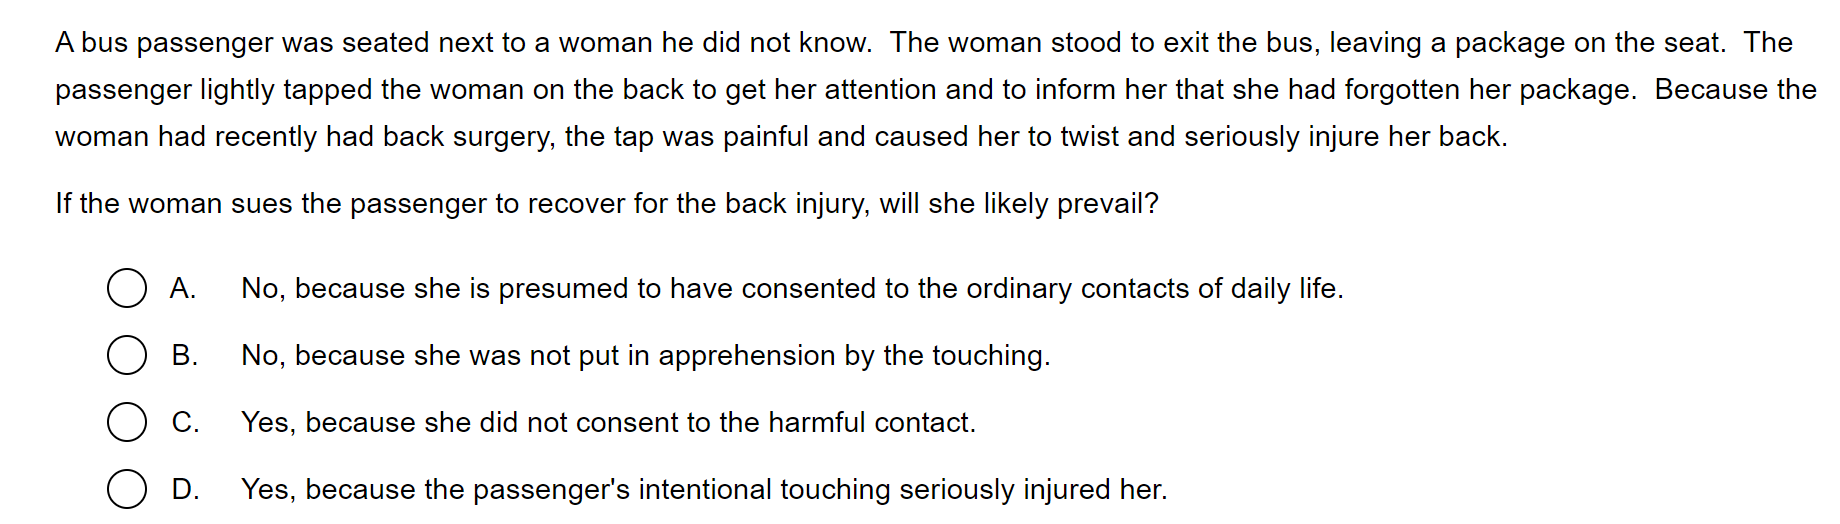 A bus passenger was seated next to a woman he did not know.  The woman stood to exit the bus, leaving a package on the seat.  The
passenger lightly tapped the woman on the back to get her attention and to inform her that she had forgotten her package.  Because the
woman had recently had back surgery, the tap was painful and caused her to twist and seriously injure her back.
If the woman sues the passenger to recover for the back injury, will she likely prevail?
A. No, because she is presumed to have consented to the ordinary contacts of daily life.
B. No, because she was not put in apprehension by the touching.
C. Yes, because she did not consent to the harmful contact.
D. Yes, because the passenger's intentional touching seriously injured her.